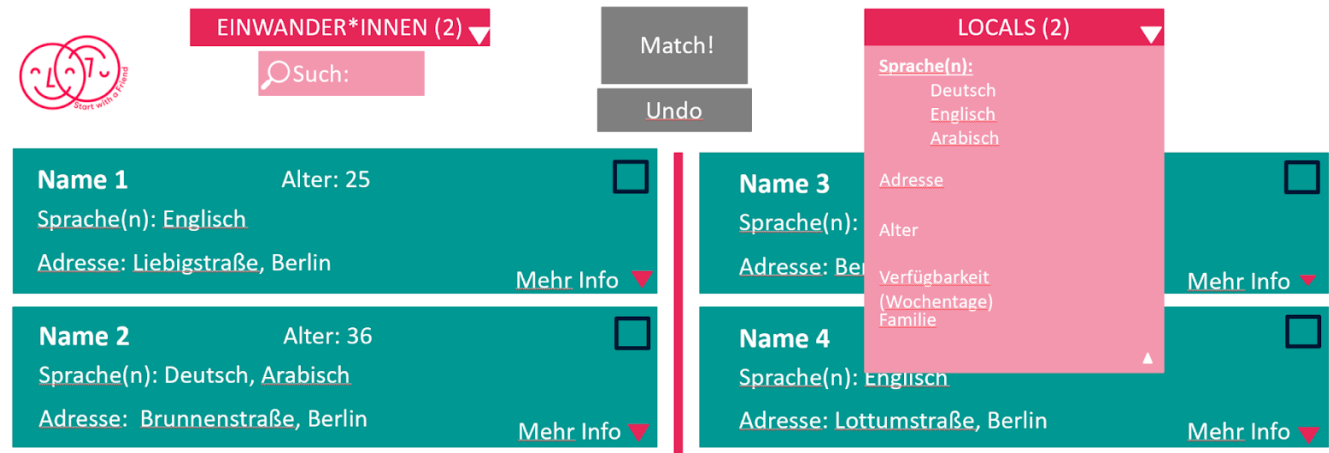 Start with a Friend
EINWANDER*INNEN (2)
Such:
Match!
Undo
LOCALS (2)
Sprache(n):
Deutsch
Englisch
Arabisch
Adresse
Alter
Verfügbarkeit
(Wochentage)
Familie
Name 1 Alter: 25
Sprache(n): Englisch
Adresse: Liebigstraße, Berlin
Mehr Info
Name 2 Alter: 36
Sprache(n): Deutsch, Arabisch
Adresse: Brunnenstraße, Berlin
Mehr Info
Name 3
Sprache(n):
Adresse:
Mehr Info
Name 4
Sprache(n): Englisch
Adresse: Lottumstraße, Berlin
Mehr Info